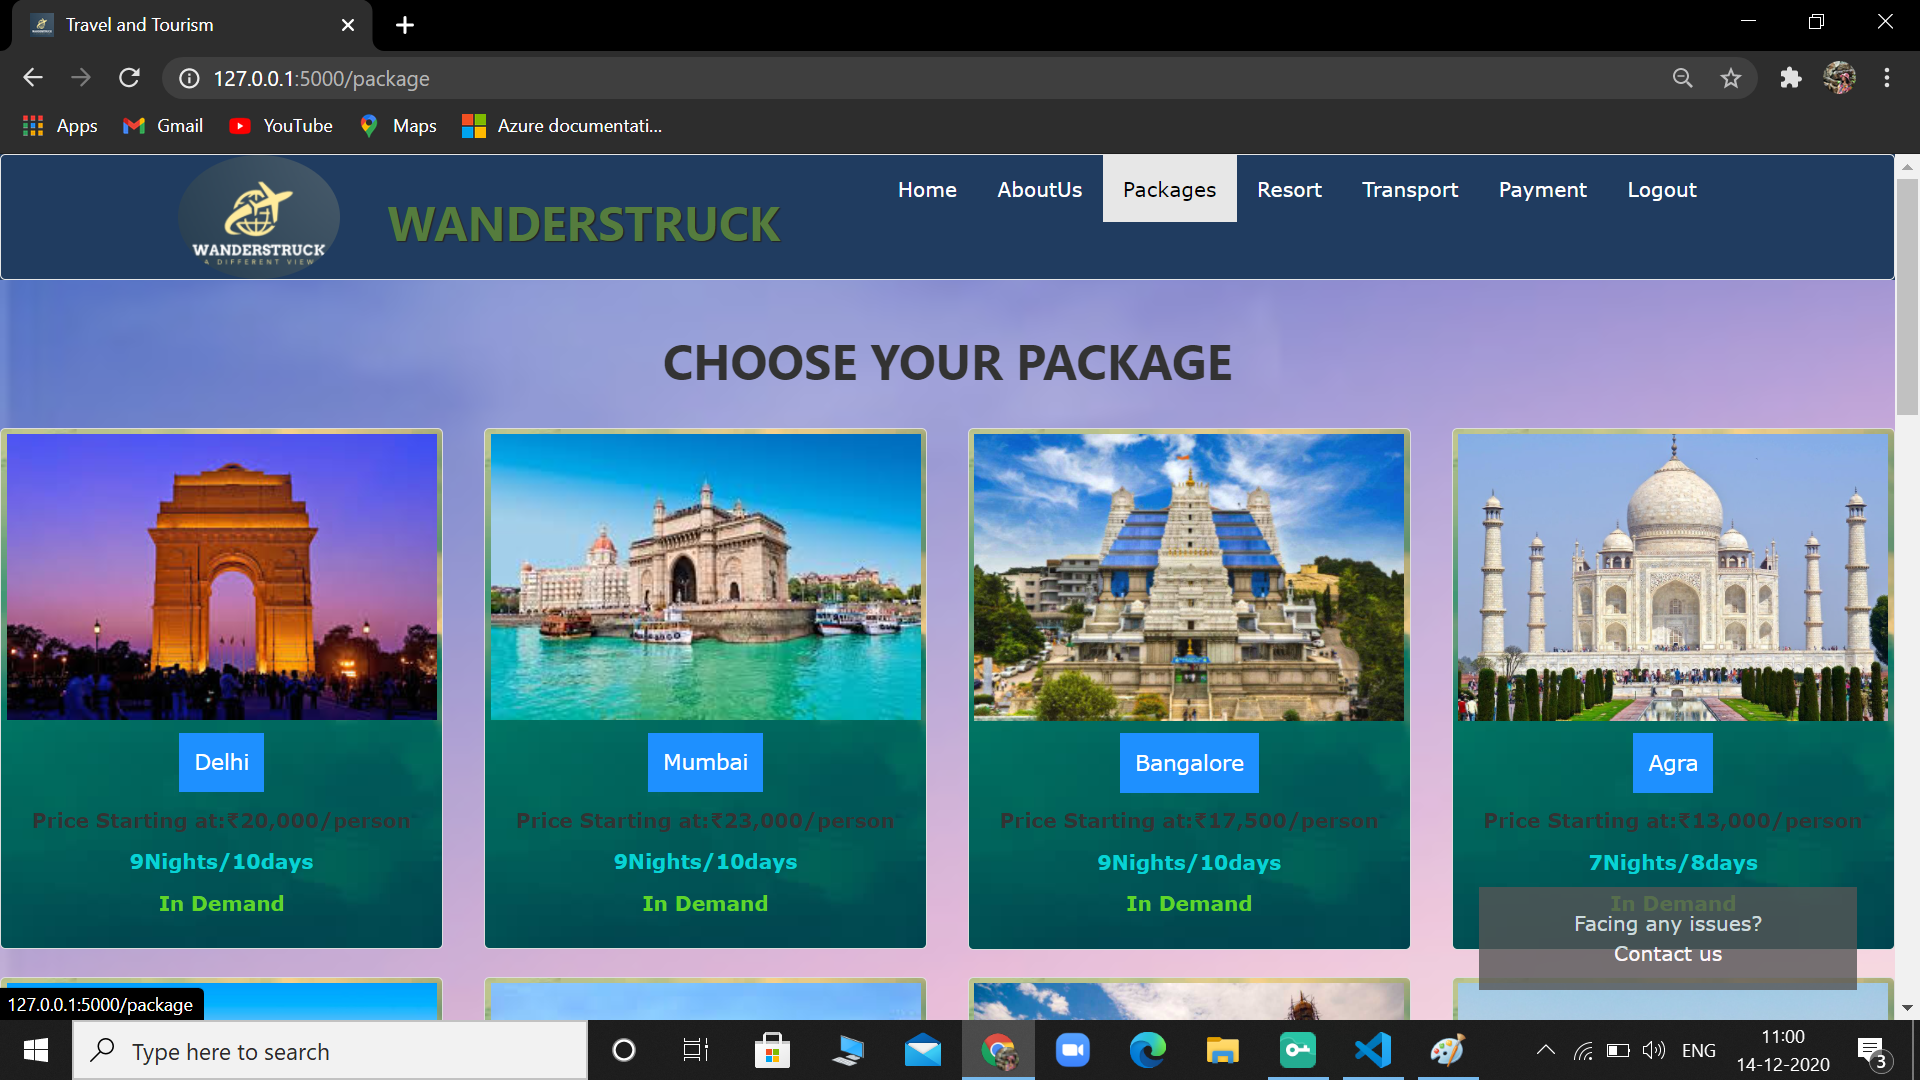 Travel and Tourism
127.0.0.1:5000/package
Apps
Gmail
YouTube
Maps
Azure documentati...
WANDERSTRUCK
A DIFFERENT VIEW
WANDERSTRUCK
Home
AboutUs
Packages
Resort
Transport
Payment
Logout
CHOOSE YOUR PACKAGE
Delhi
Price Starting at:₹20,000/person
9Nights/10days
In Demand
Mumbai
Price Starting at:₹23,000/person
9Nights/10days
In Demand
Bangalore
Price Starting at:₹17,500/person
9Nights/10days
In Demand
Agra
Price Starting at:₹13,000/person
7Nights/8days
In Demand
Facing any issues?
Contact us
127.0.0.1:5000/package
Type here to search
ENG
11:00
14-12-2020
3